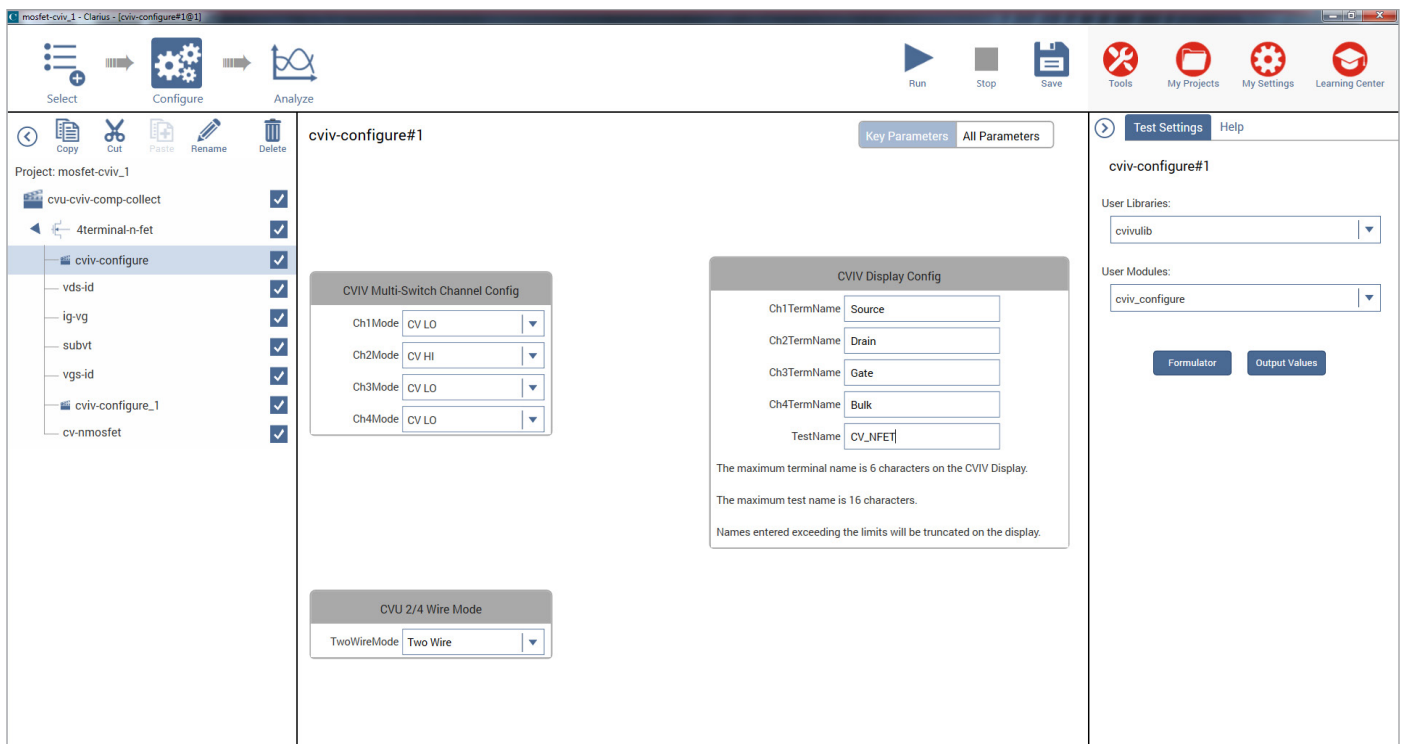 mosfet-cviv_1 - Clarius - [cviv-configure#1@1]
Select
Configure
Analyze
Run
Stop
Save
Tools
My Projects
My Settings
Learning Center
Copy
Cut
Paste
Rename
Delete
Project: mosfet-cviv_1
cvu-cviv-comp-collect
4terminal-n-fet
cviv-configure
vds-id
ig-vg
subvt
vgs-id
cviv-configure_1
cv-nmosfet
cviv-configure#1
Key Parameters All Parameters
CVIV Multi-Switch Channel Config
Ch1Mode CV LO
Ch2Mode CV HI
Ch3Mode CV LO
Ch4Mode CV LO
CVU 2/4 Wire Mode
TwoWireMode Two Wire
CVIV Display Config
Ch1TermName Source
Ch2TermName Drain
Ch3TermName Gate
Ch4TermName Bulk
TestName CV_NFET
The maximum terminal name is 6 characters on the CVIV Display.
The maximum test name is 16 characters.
Names entered exceeding the limits will be truncated on the display.
Test Settings Help
cviv-configure#1
User Libraries:
cvivulib
User Modules:
cviv_configure
Formulator Output Values